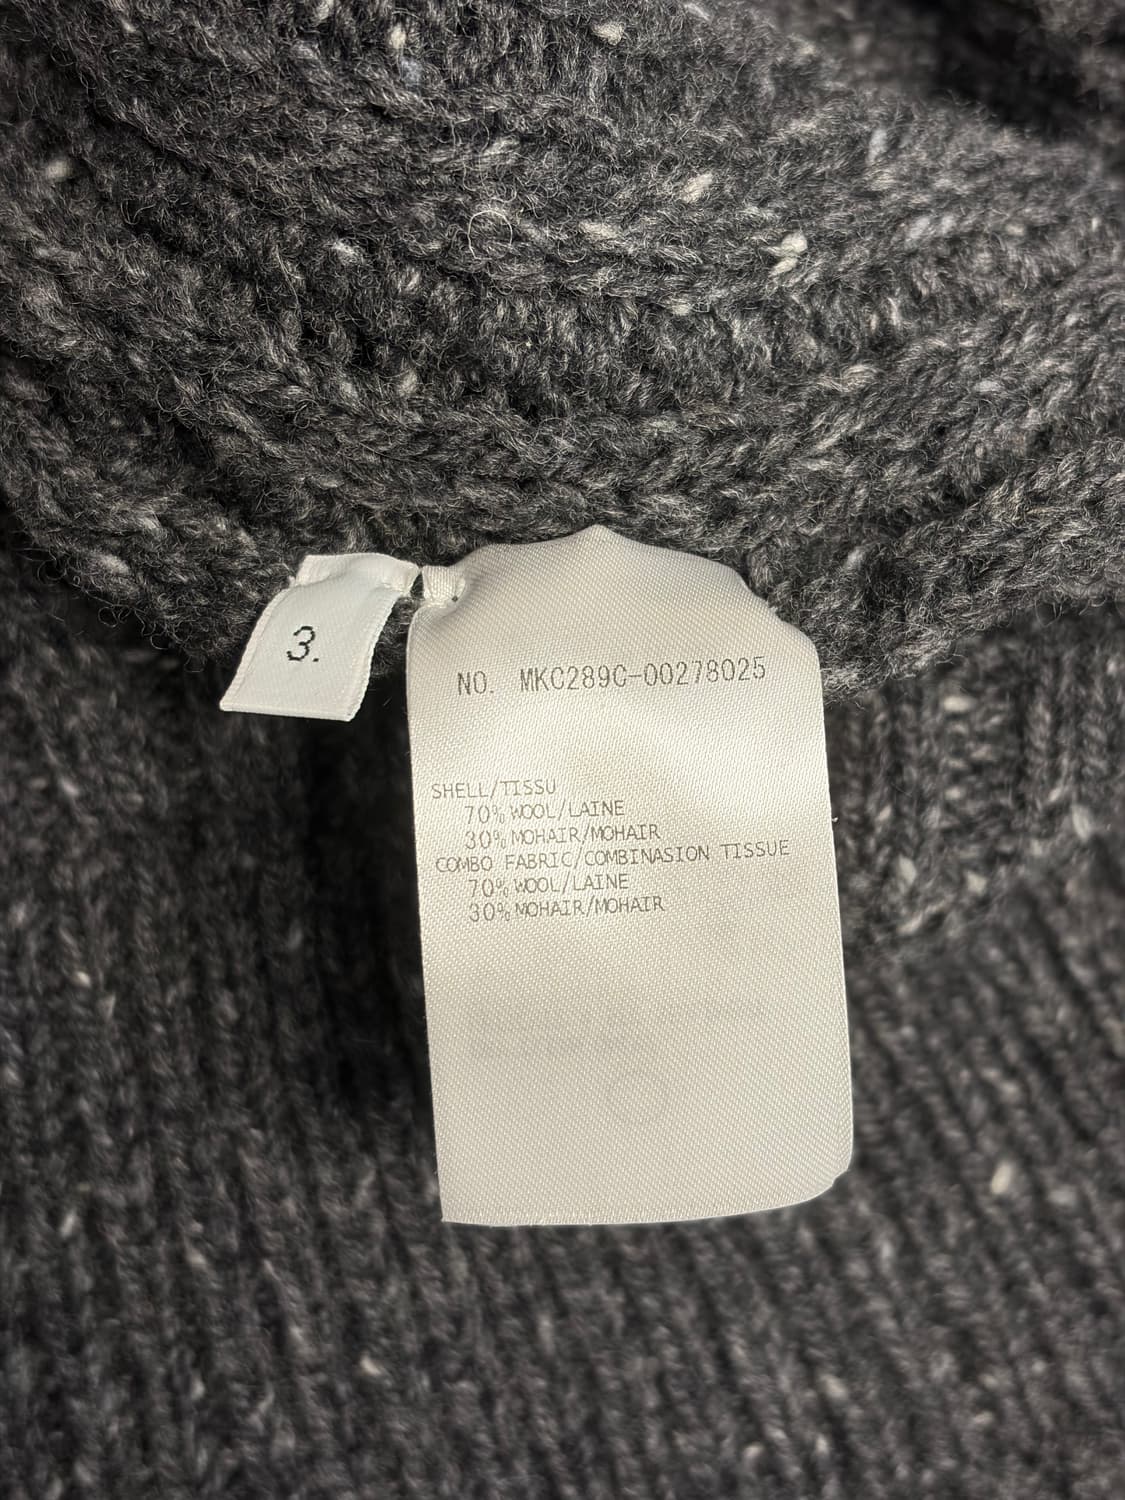 3.
NO. MKC289C-00278025
SHELL/TISSU
70% WOOL/LAINE
30% MOHAIR/MOHAIR
COMBO FABRIC/COMBINASION TISSUE
70% WOOL/LAINE
30% MOHAIR/MOHAIR